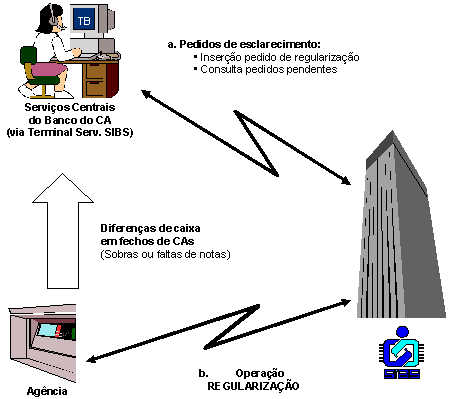 TB
a. Pedidos de esclarecimento:
• Inserção pedido de regularização
• Consulta pedidos pendentes
Serviços Centrais
do Banco do CA
(via Terminal Serv. SIBS)
Diferenças de caixa
em fechos de CAs
(Sobras ou faltas de notas)
b. Operação
REGULARIZAÇÃO
Agência